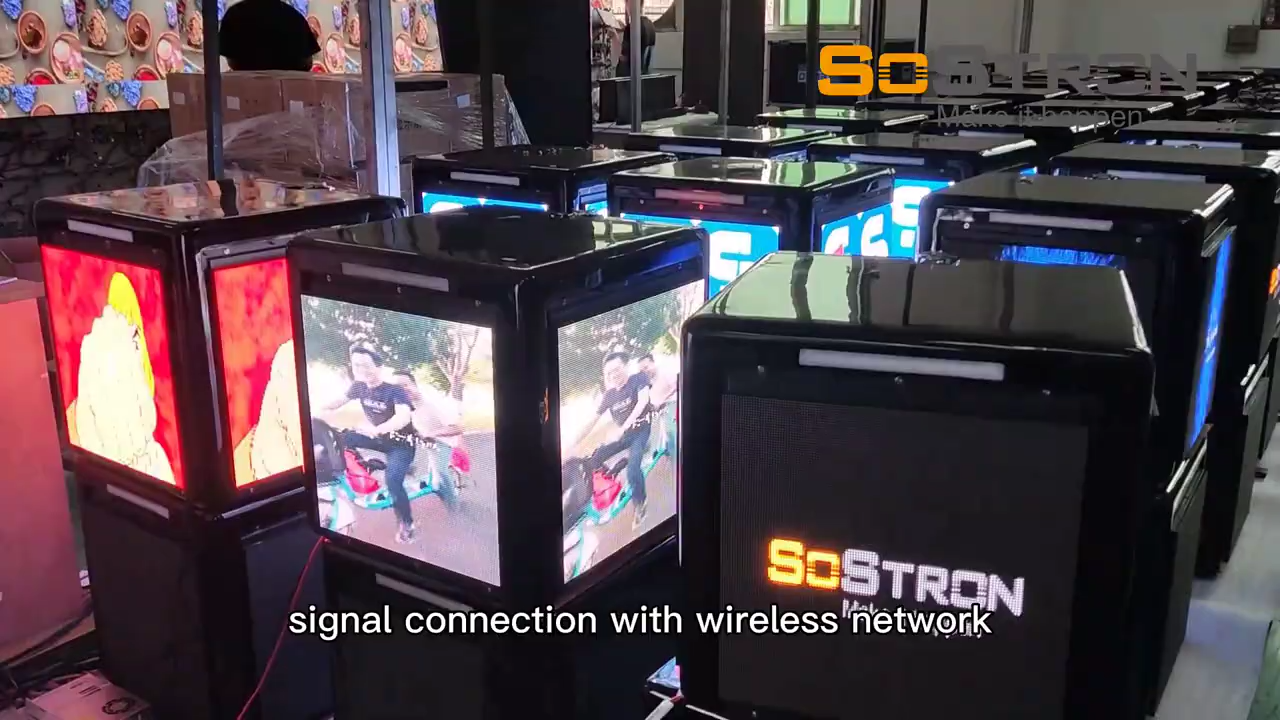 SoSTRON
Make it happen
SoSTRON
signal connection with wireless network